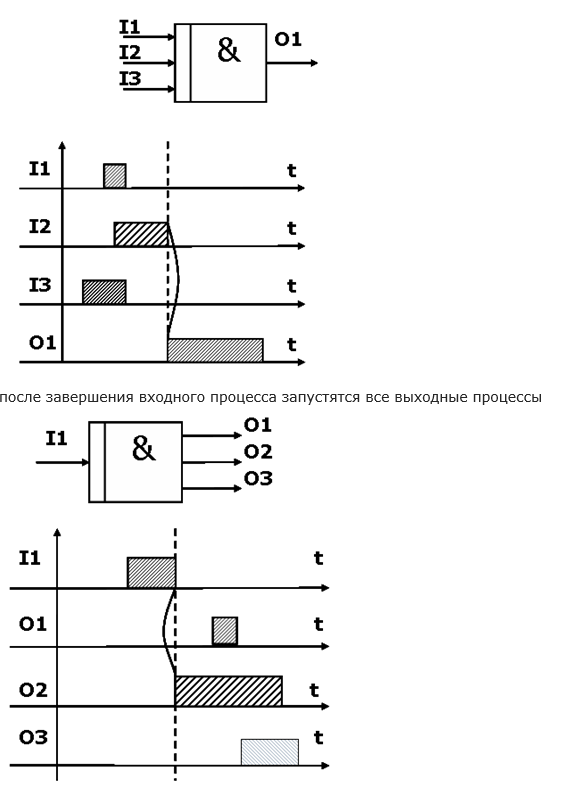 I1
I2
I3
&
O1
I1
t
I2
t
I3
t
O1
t
после завершения входного процесса запустятся все выходные процессы
I1
&
O1
O2
O3
I1
t
O1
t
O2
t
O3
t